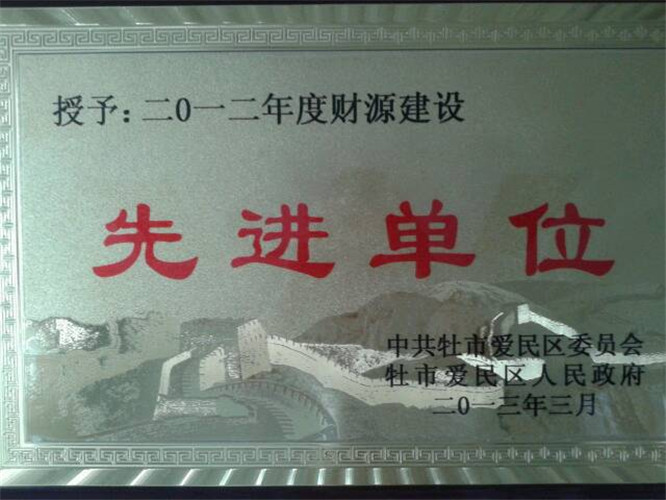 授予：二0一二年度财源建设
先进单位
中共牡市爱民区委员会
牡市爱民区人民政府
二0一三年三月